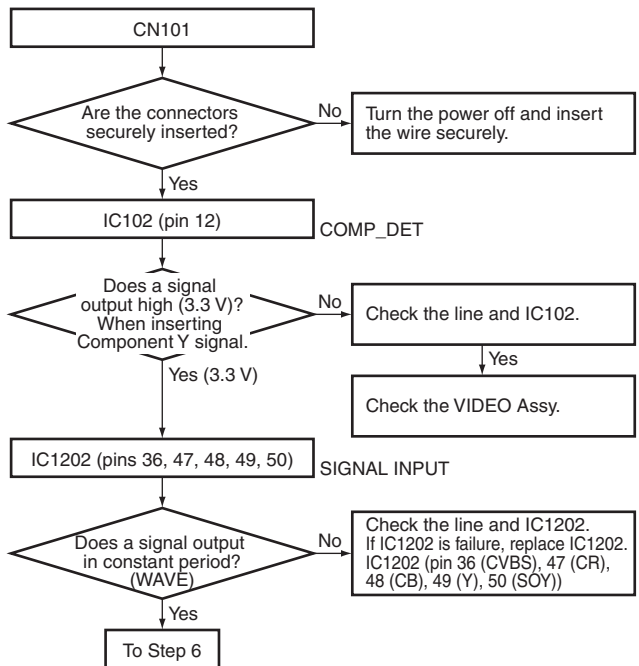 CN101
Are the connectors
securely inserted?
No
Turn the power off and insert
the wire securely.
Yes
IC102 (pin 12)
COMP_DET
Does a signal
output high (3.3 V)?
When inserting
Component Y signal.
No
Check the line and IC102.
Yes
Check the VIDEO Assy.
Yes (3.3 V)
IC1202 (pins 36, 47, 48, 49, 50)
SIGNAL INPUT
Does a signal output
in constant period?
(WAVE)
No
Check the line and IC1202.
If IC1202 is failure, replace IC1202.
IC1202 (pin 36 (CVBS), 47 (CR),
48 (CB), 49 (Y), 50 (SOY))
Yes
To Step 6